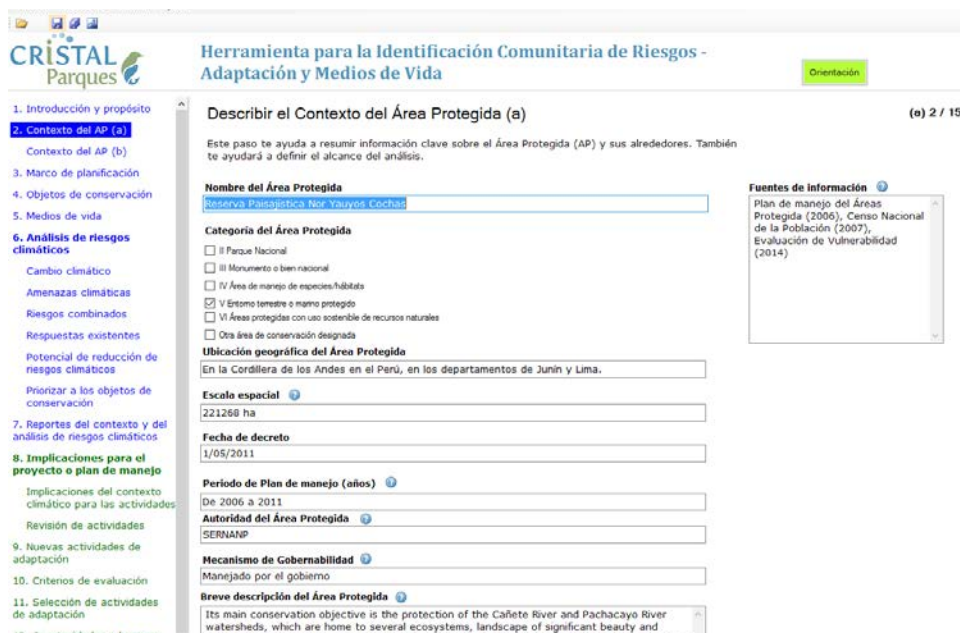 CRiSTAL
Parques
Herramienta para la Identificación Comunitaria de Riesgos -
Adaptación y Medios de Vida
Orientación
1. Introducción y propósito
2. Contexto del AP (a)
Contexto del AP (b)
3. Marco de planificación
4. Objetos de conservación
5. Medios de vida
6. Análisis de riesgos
climáticos
Cambio climático
Amenazas climáticas
Riesgos combinados
Respuestas existentes
Potencial de reducción de
riesgos climáticos
Priorizar a los objetos de
conservación
7. Reportes del contexto y del
análisis de riesgos climáticos
8. Implicaciones para el
proyecto o plan de manejo
Implicaciones del contexto
climático para las actividades
Revisión de actividades
9. Nuevas actividades de
adaptación
10. Criterios de evaluación
11. Selección de actividades
de adaptación
Describir el Contexto del Área Protegida (a)
(a) 2 / 15
Este paso te ayuda a resumir información clave sobre el Área Protegida (AP) y sus alrededores. También
te ayudará a definir el alcance del análisis.
Nombre del Área Protegida
Reserva Paisajística Nor Yauyos Cochas
Categoría del Área Protegida
II Parque Nacional
III Monumento o bien nacional
IV Área de manejo de especies/hábitats
V Entorno terrestre o marino protegido
VI Áreas protegidas con uso sostenible de recursos naturales
Otra área de conservación designada
Ubicación geográfica del Área Protegida
En la Cordillera de los Andes en el Perú, en los departamentos de Junín y Lima.
Escala espacial
221268 ha
Fecha de decreto
1/05/2011
Periodo de Plan de manejo (años)
De 2006 a 2011
Autoridad del Área Protegida
SERNANP
Mecanismo de Gobernabilidad
Manejado por el gobierno
Breve descripción del Área Protegida
Its main conservation objective is the protection of the Cañete River and Pachacayo River
watersheds, which are home to several ecosystems, landscape of significant beauty and
Fuentes de información
Plan de manejo del Áreas
Protegida (2006), Censo Nacional
de la Población (2007),
Evaluación de Vulnerabilidad
(2014)